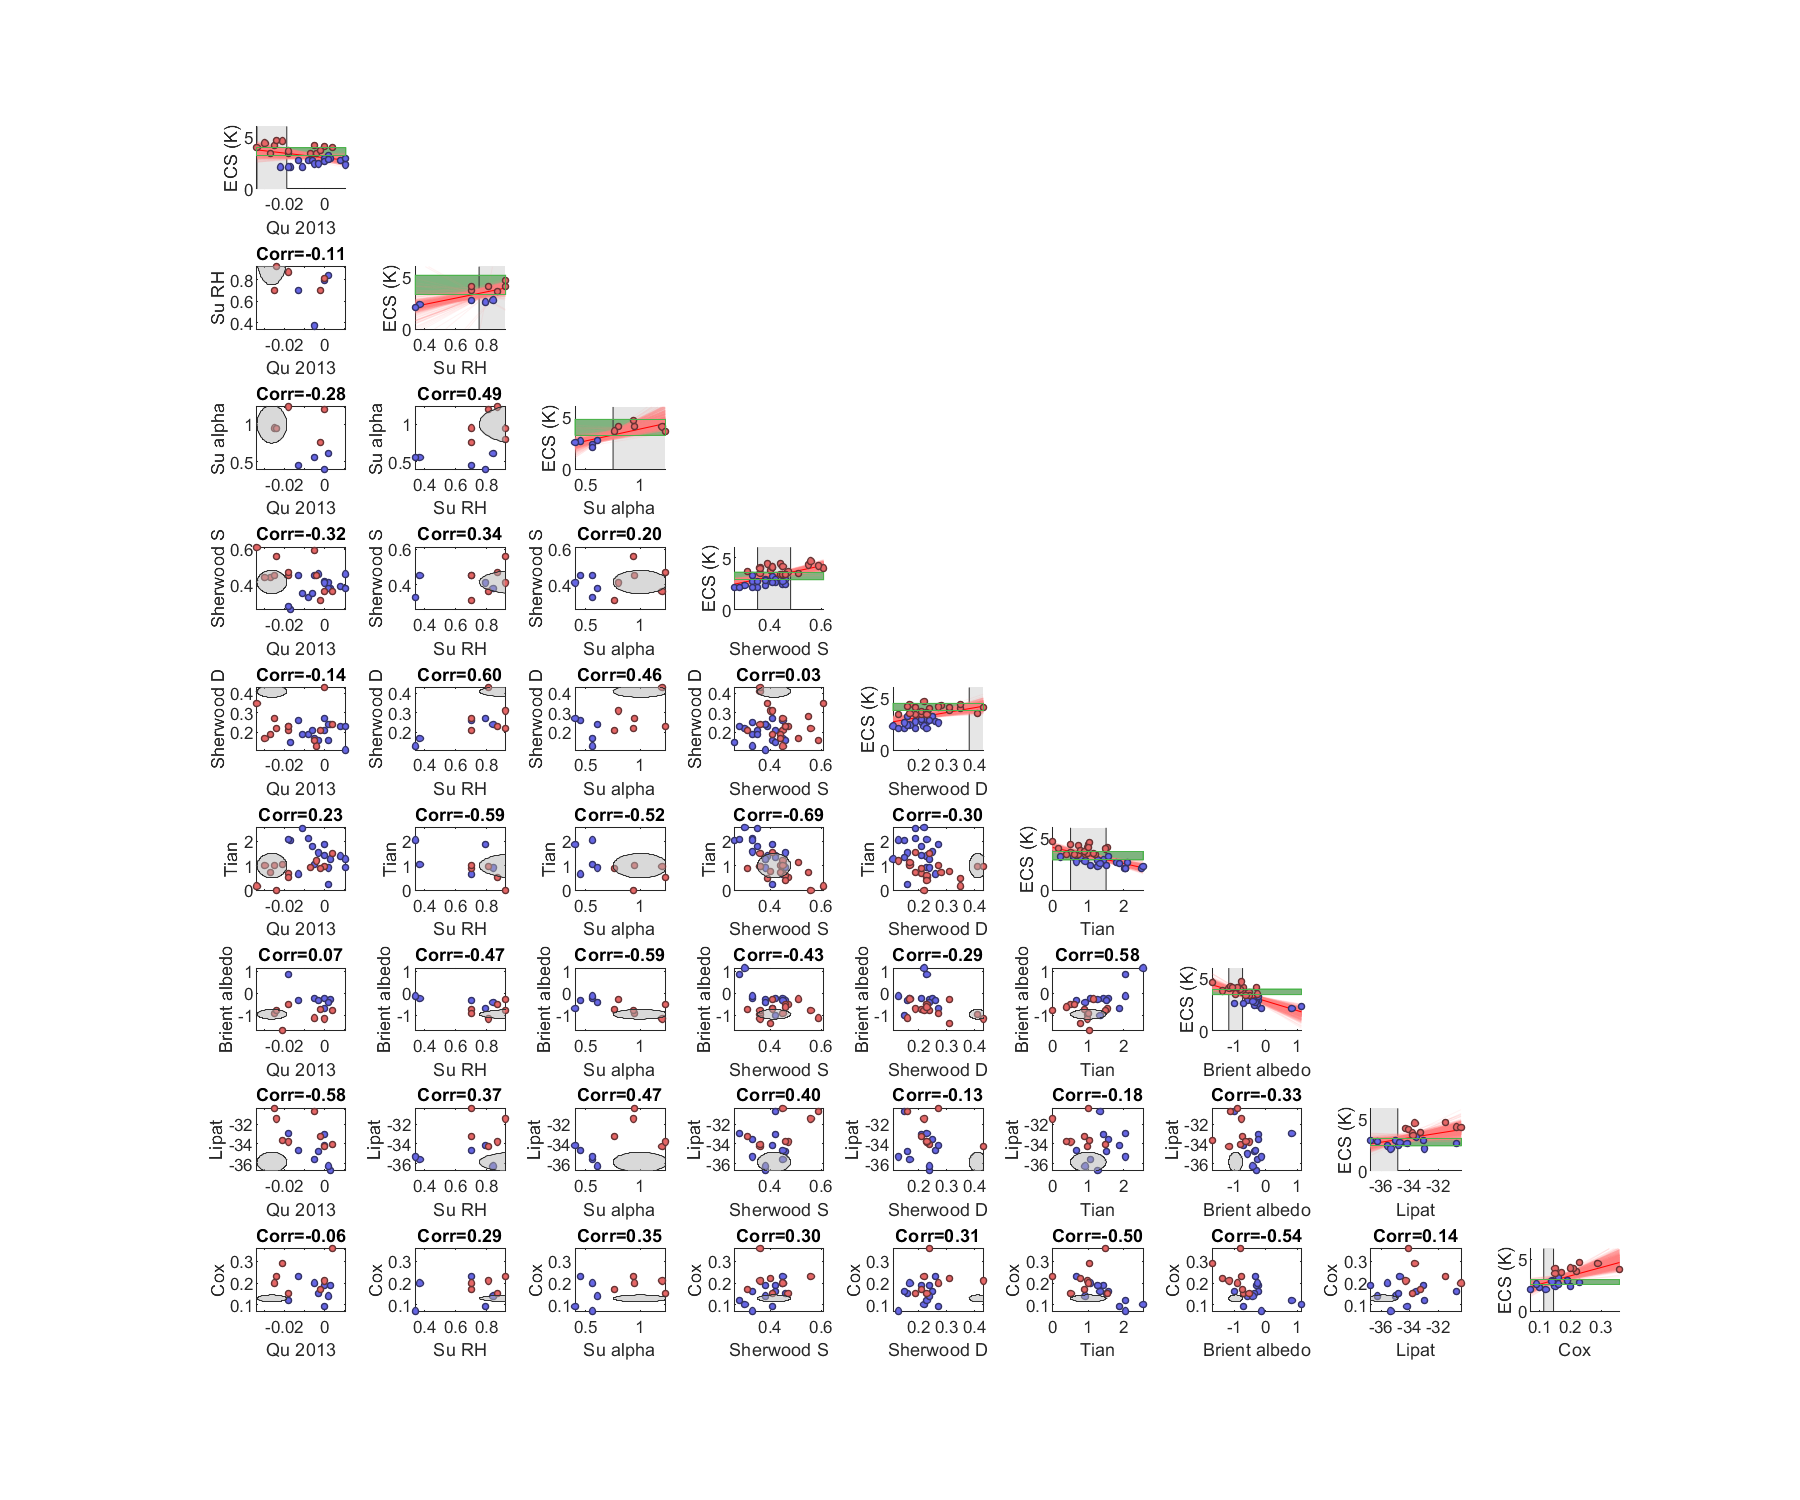 ECS (K)
5
0
-0.02 0
Qu 2013
Corr=-0.11
Su RH
0.8
0.6
0.4
-0.02 0
Qu 2013
ECS (K)
5
0
0.4 0.6 0.8
Su RH
Corr=-0.28
Su alpha
1
0.5
-0.02 0
Qu 2013
Corr=0.49
Su alpha
1
0.5
0.4 0.6 0.8
Su RH
ECS (K)
5
0
0.5 1
Su alpha
Corr=-0.32
Sherwood S
0.6
0.4
-0.02 0
Qu 2013
Corr=0.34
Sherwood S
0.6
0.4
0.4 0.6 0.8
Su RH
Corr=0.20
Sherwood S
0.6
0.4
0.5 1
Su alpha
ECS (K)
5
0
0.4 0.6
Sherwood S
Corr=-0.14
Sherwood D
0.4
0.3
0.2
-0.02 0
Qu 2013
Corr=0.60
Sherwood D
0.4
0.3
0.2
0.4 0.6 0.8
Su RH
Corr=0.46
Sherwood D
0.4
0.3
0.2
0.5 1
Su alpha
Corr=0.03
Sherwood D
0.4
0.3
0.2
0.4 0.6
Sherwood S
ECS (K)
5
0
0.2 0.3 0.4
Sherwood D
Corr=0.23
Tian
2
1
0
-0.02 0
Qu 2013
Corr=-0.59
Tian
2
1
0
0.4 0.6 0.8
Su RH
Corr=-0.52
Tian
2
1
0
0.5 1
Su alpha
Corr=-0.69
Tian
2
1
0
0.4 0.6
Sherwood S
Corr=-0.30
Tian
2
1
0
0.2 0.3 0.4
Sherwood D
ECS (K)
5
0
0 1 2
Tian
Corr=0.07
Brient albedo
1
0
-1
-0.02 0
Qu 2013
Corr=-0.47
Brient albedo
1
0
-1
0.4 0.6 0.8
Su RH
Corr=-0.59
Brient albedo
1
0
-1
0.5 1
Su alpha
Corr=-0.43
Brient albedo
1
0
-1
0.4 0.6
Sherwood S
Corr=-0.29
Brient albedo
1
0
-1
0.2 0.3 0.4
Sherwood D
Corr=0.58
Brient albedo
1
0
-1
0 1 2
Tian
ECS (K)
5
0
-1 0 1
Brient albedo
Corr=-0.58
Lipat
-32
-34
-36
-0.02 0
Qu 2013
Corr=0.37
Lipat
-32
-34
-36
0.4 0.6 0.8
Su RH
Corr=0.47
Lipat
-32
-34
-36
0.5 1
Su alpha
Corr=0.40
Lipat
-32
-34
-36
0.4 0.6
Sherwood S
Corr=-0.13
Lipat
-32
-34
-36
0.2 0.3 0.4
Sherwood D
Corr=-0.18
Lipat
-32
-34
-36
0 1 2
Tian
Corr=-0.33
Lipat
-32
-34
-36
-1 0 1
Brient albedo
ECS (K)
5
0
-36 -34 -32
Lipat
Corr=-0.06
Cox
0.3
0.2
0.1
-0.02 0
Qu 2013
Corr=0.29
Cox
0.3
0.2
0.1
0.4 0.6 0.8
Su RH
Corr=0.35
Cox
0.3
0.2
0.1
0.5 1
Su alpha
Corr=0.30
Cox
0.3
0.2
0.1
0.4 0.6
Sherwood S
Corr=0.31
Cox
0.3
0.2
0.1
0.2 0.3 0.4
Sherwood D
Corr=-0.50
Cox
0.3
0.2
0.1
0 1 2
Tian
Corr=-0.54
Cox
0.3
0.2
0.1
-1 0 1
Brient albedo
Corr=0.14
Cox
0.3
0.2
0.1
-36 -34 -32
Lipat
ECS (K)
5
0
0.1 0.2 0.3
Cox